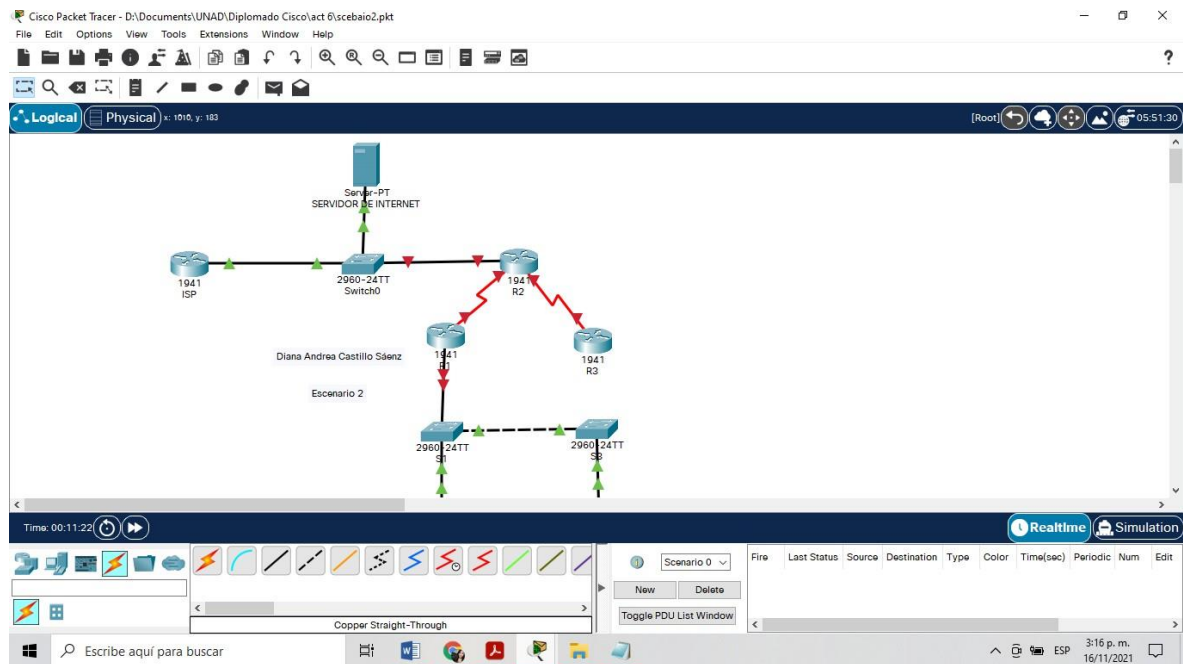 Cisco Packet Tracer - D:\Documents\UNAD\Diplomado Cisco\act 6\scebaio2.pkt
File Edit Options View Tools Extensions Window Help
?
Logical Physical x: 1010, y: 183 [Root] 05:51:30
Server-PT
SERVIDOR DE INTERNET
1941
ISP
2960-24TT
Switch0
1941
R2
1941
R1
1941
R3
Diana Andrea Castillo Sáenz
Escenario 2
2960-24TT
S1
2960-24TT
S3
Time: 00:11:22 Realtime Simulation
Scenario 0
New Delete
Toggle PDU List Window
Fire Last Status Source Destination Type Color Time(sec) Periodic Num Edit
Copper Straight-Through
Escribe aquí para buscar
ESP
3:16 p. m.
16/11/2021